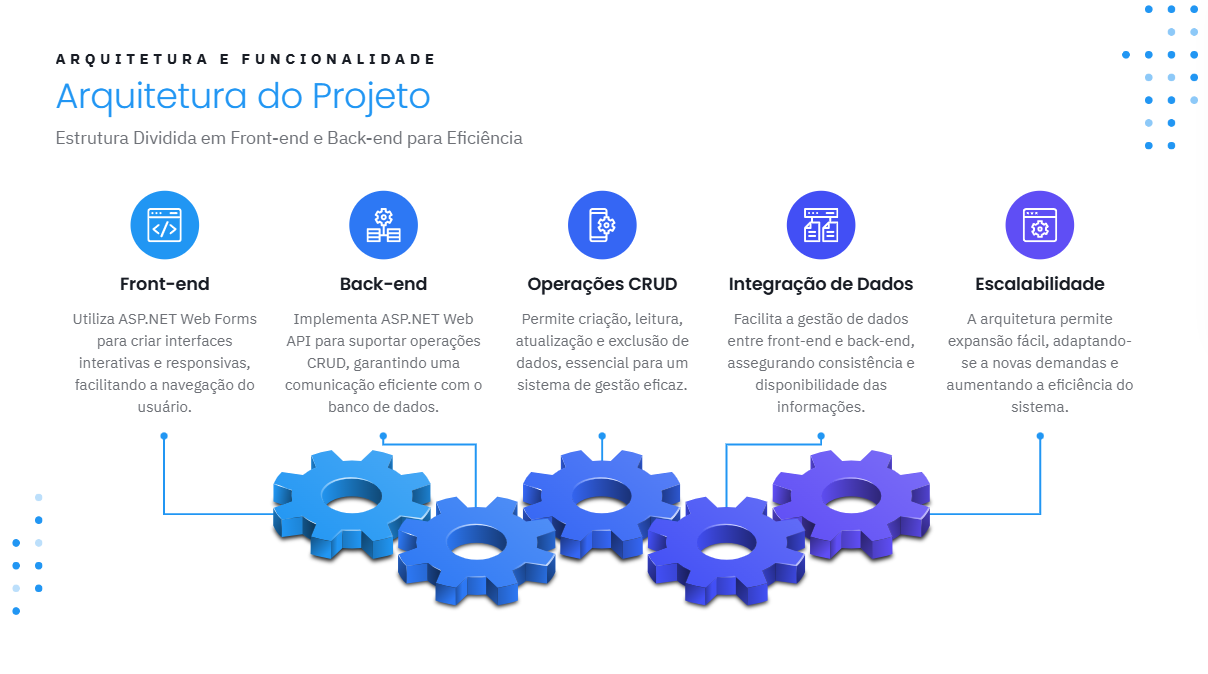 ARQUITETURA E FUNCIONALIDADE
Arquitetura do Projeto
Estrutura Dividida em Front-end e Back-end para Eficiência
Front-end
Utiliza ASP.NET Web Forms
para criar interfaces
interativas e responsivas,
facilitando a navegação do
usuário.
Back-end
Implementa ASP.NET Web
API para suportar operações
CRUD, garantindo uma
comunicação eficiente com o
banco de dados.
Operações CRUD
Permite criação, leitura,
atualização e exclusão de
dados, essencial para um
sistema de gestão eficaz.
Integração de Dados
Facilita a gestão de dados
entre front-end e back-end,
assegurando consistência e
disponibilidade das
informações.
Escalabilidade
A arquitetura permite
expansão fácil, adaptando-
se a novas demandas e
aumentando a eficiência do
sistema.